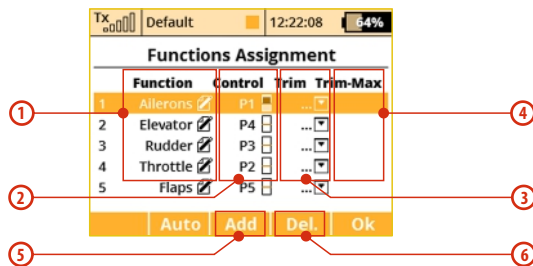 Tx Default 12:22:08 64%
Functions Assignment
Function Control Trim Trim-Max
1 Ailerons P1 ...
2 Elevator P4 ...
3 Rudder P3 ...
4 Throttle P2 ...
5 Flaps P5 ...
Auto Add Del. Ok
1
2
3
4
5
6